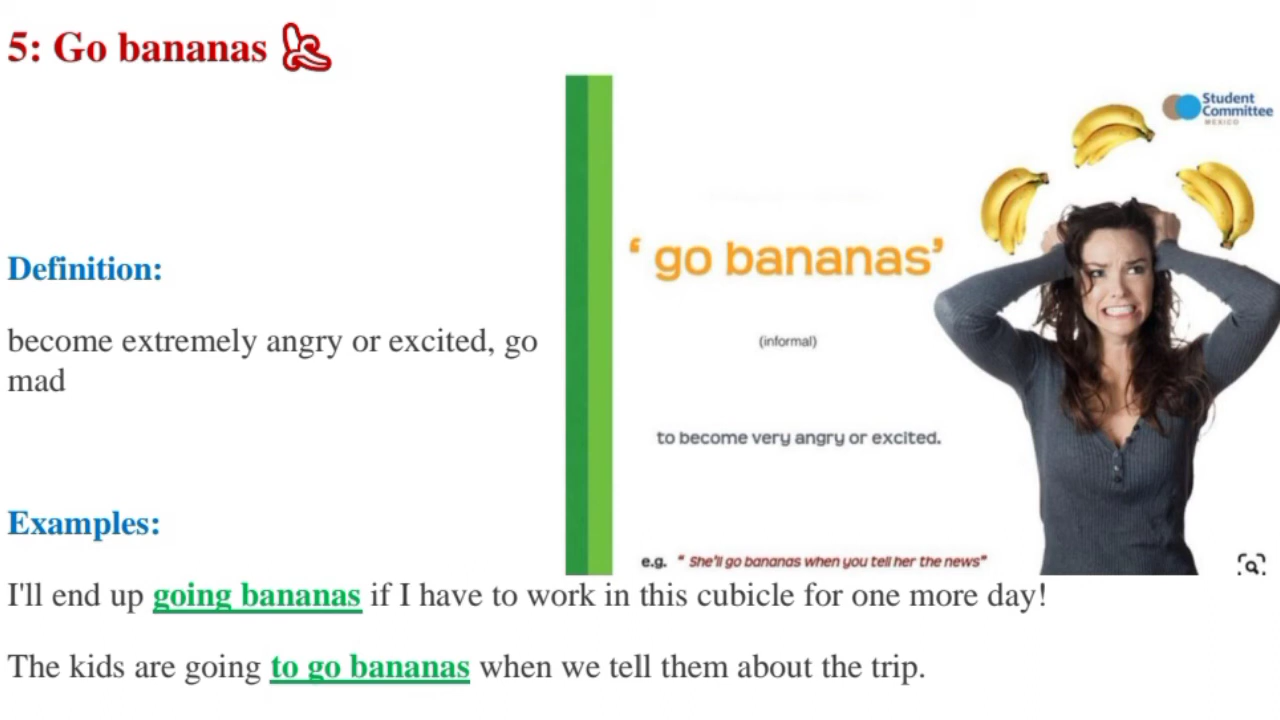 5: Go bananas
Student
Committee
MEXICO
‘ go bananas’
Definition:
(informal)
become extremely angry or excited, go
mad
to become very angry or excited.
Examples:
e.g. “ She'll go bananas when you tell her the news”
I'll end up going bananas if I have to work in this cubicle for one more day!
The kids are going to go bananas when we tell them about the trip.